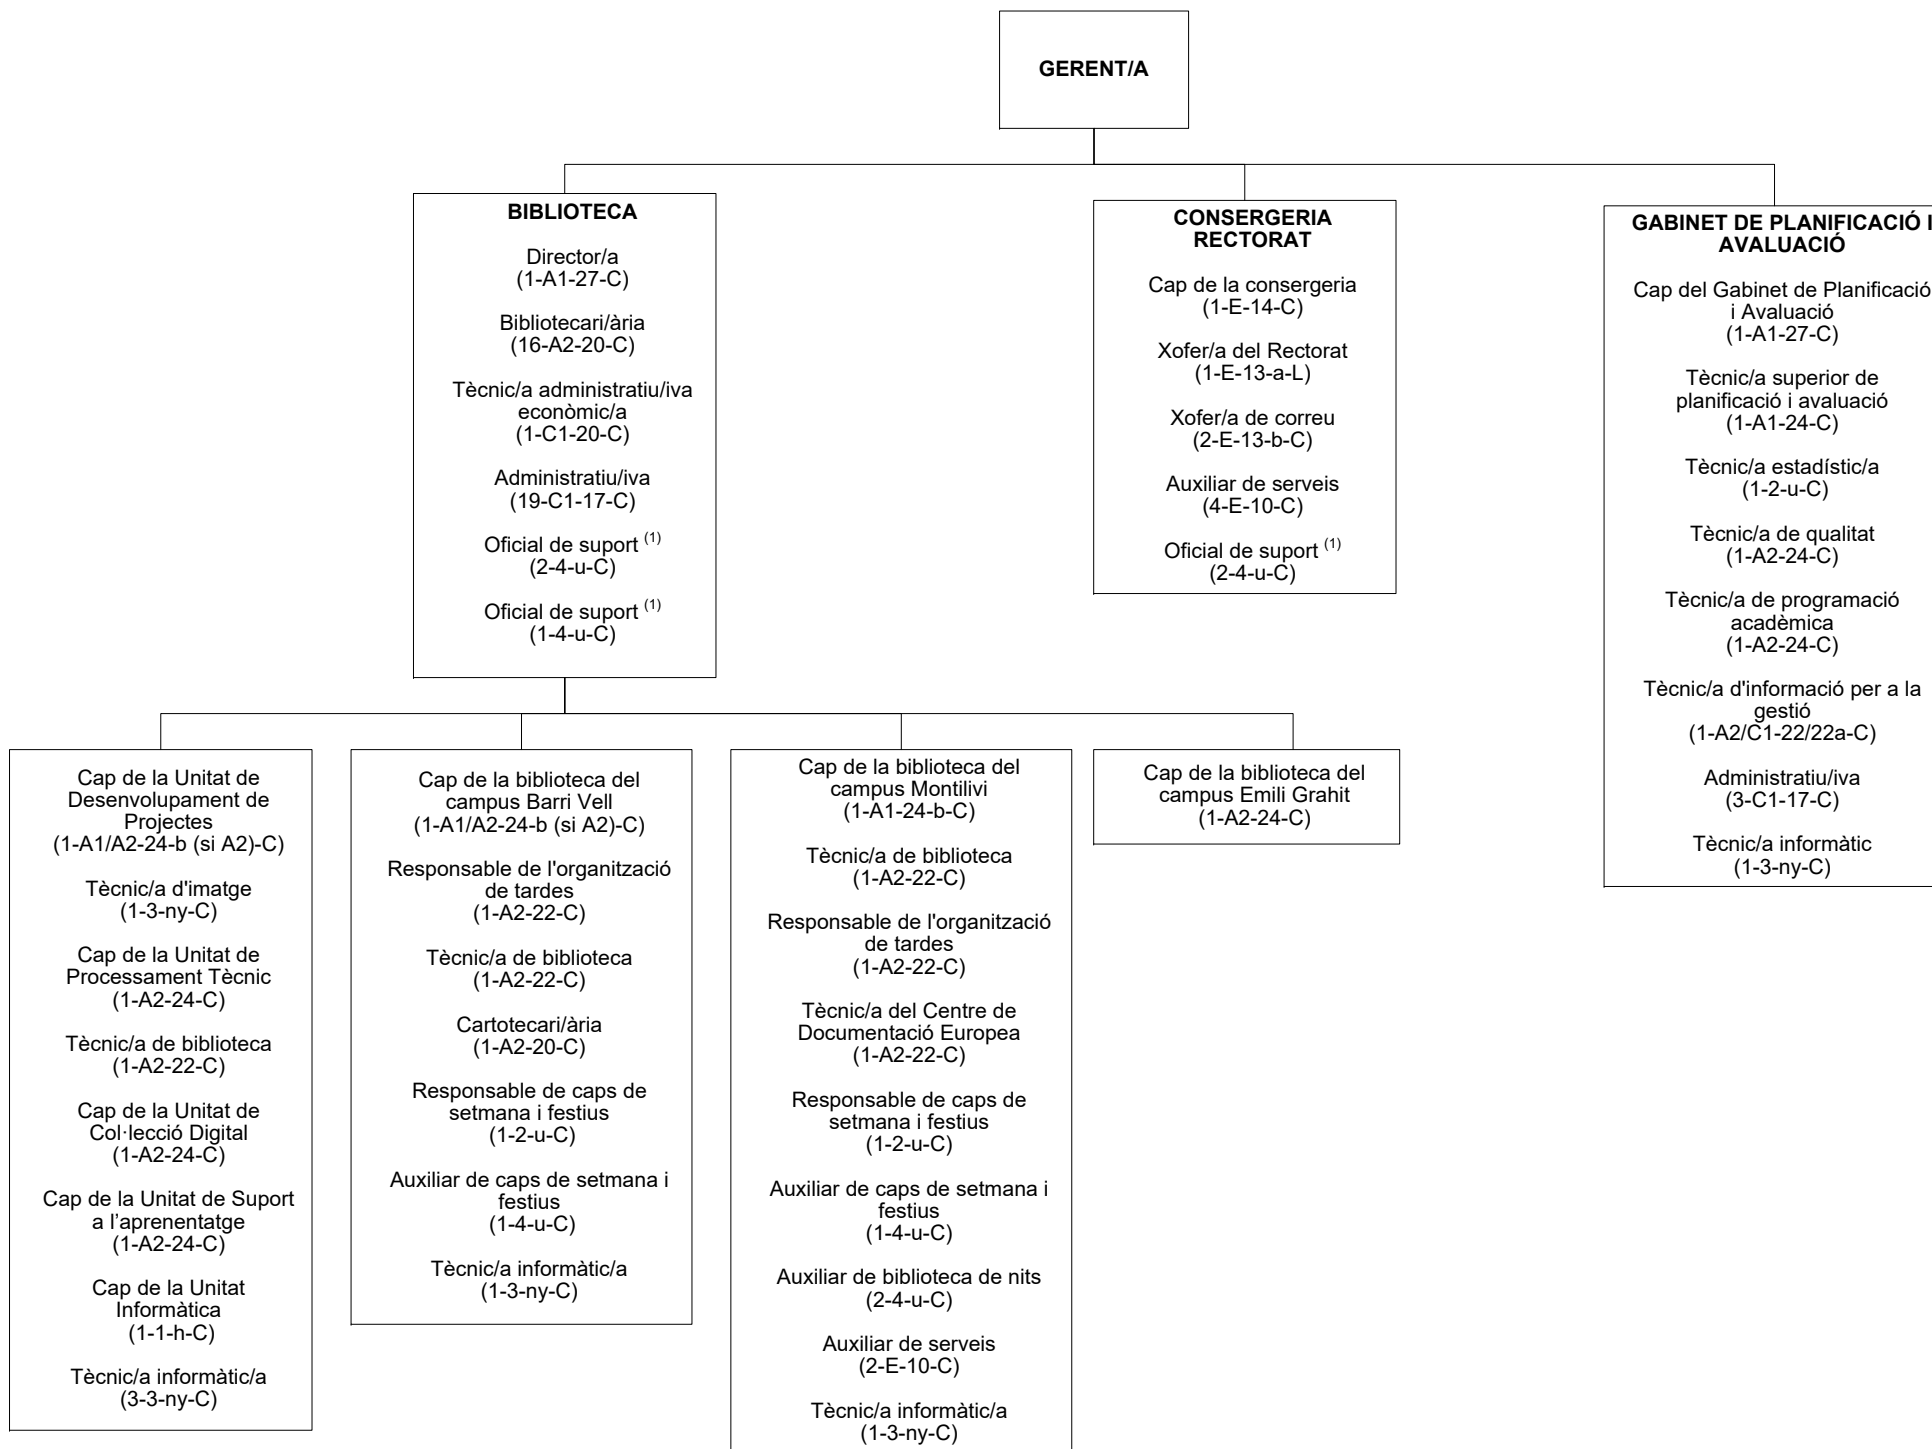 GERENT/A
BIBLIOTECA
Director/a
(1-A1-27-C)
Bibliotecari/ària
(16-A2-20-C)
Tècnic/a administratiu/iva
econòmic/a
(1-C1-20-C)
Administratiu/iva
(19-C1-17-C)
Oficial de suport (1)
(2-4-u-C)
Oficial de suport (1)
(1-4-u-C)
CONSERGERIA
RECTORAT
Cap de la consergeria
(1-E-14-C)
Xofer/a del Rectorat
(1-E-13-a-L)
Xofer/a de correu
(2-E-13-b-C)
Auxiliar de serveis
(4-E-10-C)
Oficial de suport (1)
(2-4-u-C)
GABINET DE PLANIFICACIÓ I
AVALUACIÓ
Cap del Gabinet de Planificació
i Avaluació
(1-A1-27-C)
Tècnic/a superior de
planificació i avaluació
(1-A1-24-C)
Tècnic/a estadístic/a
(1-2-u-C)
Tècnic/a de qualitat
(1-A2-24-C)
Tècnic/a de programació
acadèmica
(1-A2-24-C)
Tècnic/a d'informació per a la
gestió
(1-A2/C1-22/22a-C)
Administratiu/iva
(3-C1-17-C)
Tècnic/a informàtic
(1-3-ny-C)
Cap de la Unitat de
Desenvolupament de
Projectes
(1-A1/A2-24-b (si A2)-C)
Tècnic/a d'imatge
(1-3-ny-C)
Cap de la Unitat de
Processament Tècnic
(1-A2-24-C)
Tècnic/a de biblioteca
(1-A2-22-C)
Cap de la Unitat de
Col·lecció Digital
(1-A2-24-C)
Cap de la Unitat de Suport
a l’aprenentatge
(1-A2-24-C)
Cap de la Unitat
Informàtica
(1-1-h-C)
Tècnic/a informàtic/a
(3-3-ny-C)
Cap de la biblioteca del
campus Barri Vell
(1-A1/A2-24-b (si A2)-C)
Responsable de l'organització
de tardes
(1-A2-22-C)
Tècnic/a de biblioteca
(1-A2-22-C)
Cartotecari/ària
(1-A2-20-C)
Responsable de caps de
setmana i festius
(1-2-u-C)
Auxiliar de caps de setmana i
festius
(1-4-u-C)
Tècnic/a informàtic/a
(1-3-ny-C)
Cap de la biblioteca del
campus Montilivi
(1-A1-24-b-C)
Tècnic/a de biblioteca
(1-A2-22-C)
Responsable de l'organització
de tardes
(1-A2-22-C)
Tècnic/a del Centre de
Documentació Europea
(1-A2-22-C)
Responsable de caps de
setmana i festius
(1-2-u-C)
Auxiliar de caps de setmana i
festius
(1-4-u-C)
Auxiliar de biblioteca de nits
(2-4-u-C)
Auxiliar de serveis
(2-E-10-C)
Tècnic/a informàtic/a
(1-3-ny-C)
Cap de la biblioteca del
campus Emili Grahit
(1-A2-24-C)